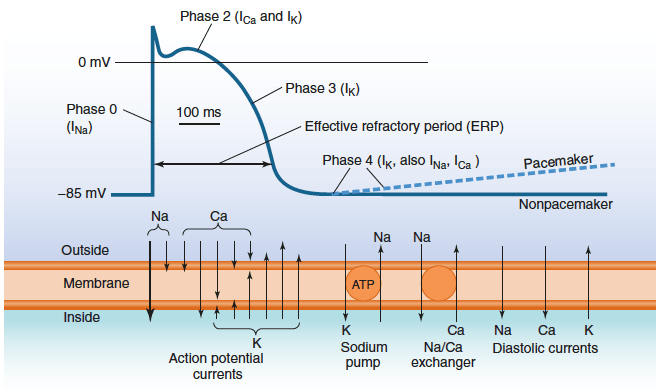 Phase 2 (ICa and IK)
0 mV
Phase 3 (IK)
Phase 0
(INa)
100 ms
Effective refractory period (ERP)
Phase 4 (IK, also INa, ICa )
Pacemaker
–85 mV
Nonpacemaker
Na
Ca
Na
Na
Outside
Membrane
ATP
Inside
K
K
Ca
Na
Ca
K
Action potential
currents
Sodium
pump
Na/Ca
exchanger
Diastolic currents